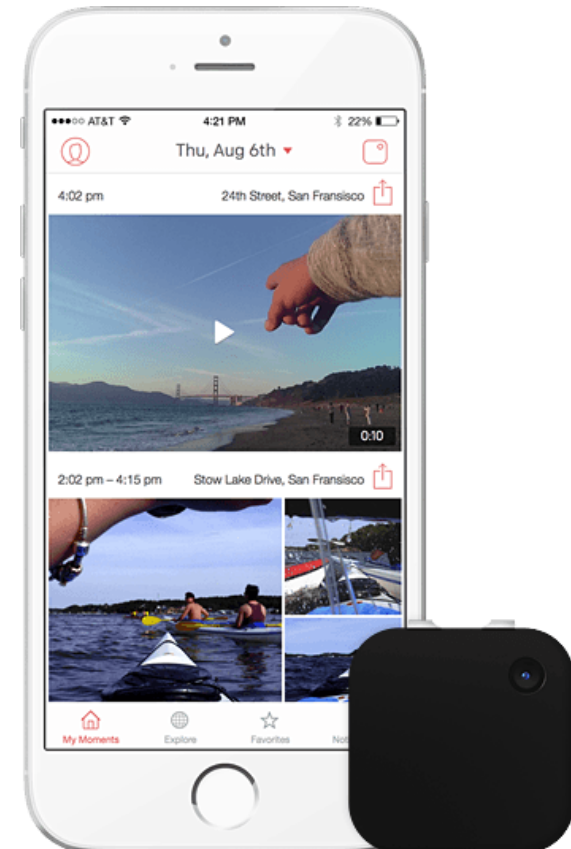 AT&T 4:21 PM 22%
Thu, Aug 6th
4:02 pm 24th Street, San Fransisco
0:10
2:02 pm – 4:15 pm Stow Lake Drive, San Fransisco
My Moments Explore Favorites